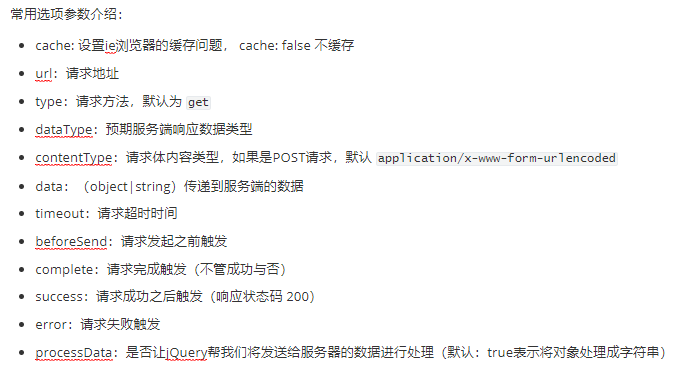 常用选项参数介绍：
cache: 设置ie浏览器的缓存问题， cache: false 不缓存
url：请求地址
type：请求方法，默认为 get
dataType：预期服务端响应数据类型
contentType：请求体内容类型，如果是POST请求，默认 application/x-www-form-urlencoded
data：（object|string）传递到服务端的数据
timeout：请求超时时间
beforeSend：请求发起之前触发
complete：请求完成触发（不管成功与否）
success：请求成功之后触发（响应状态码 200）
error：请求失败触发
processData：是否让jQuery帮我们将发送给服务器的数据进行处理（默认：true表示将对象处理成字符串）